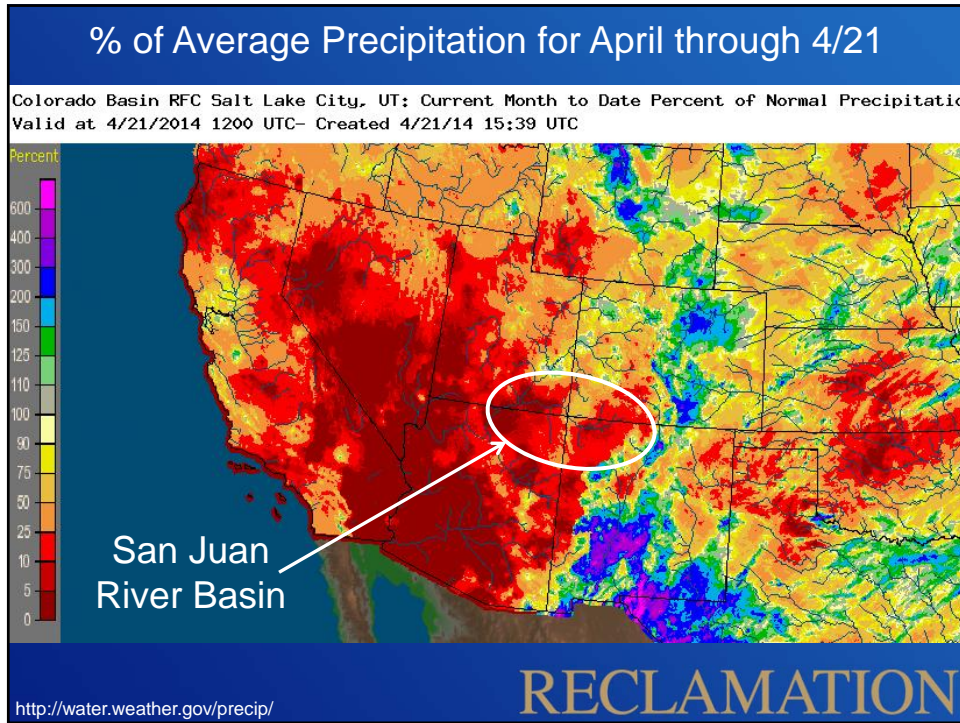 % of Average Precipitation for April through 4/21
Colorado Basin RFC Salt Lake City, UT: Current Month to Date Percent of Normal Precipitatio
Valid at 4/21/2014 1200 UTC- Created 4/21/14 15:39 UTC
Percent
600
400
300
200
150
125
110
100
90
75
50
25
10
5
0
San Juan
River Basin
RECLAMATION
http://water.weather.gov/precip/